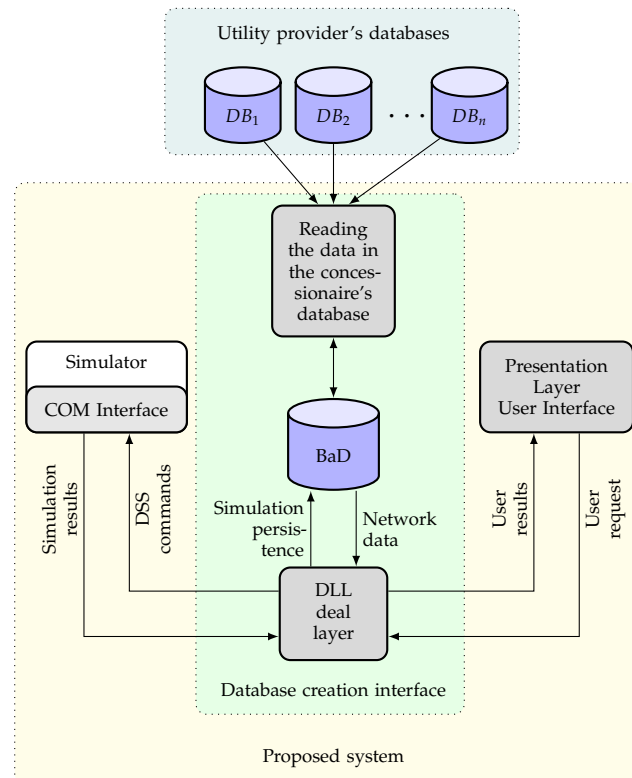 Utility provider's databases
DB1
DB2
· · ·
DBn
Reading
the data in
the conces-
sionaire's
database
Simulator
COM Interface
Presentation
Layer
User Interface
BaD
Simulation
results
DSS
commands
Simulation
persis-
tence
Network
data
User
results
User
request
DLL
deal
layer
Database creation interface
Proposed system